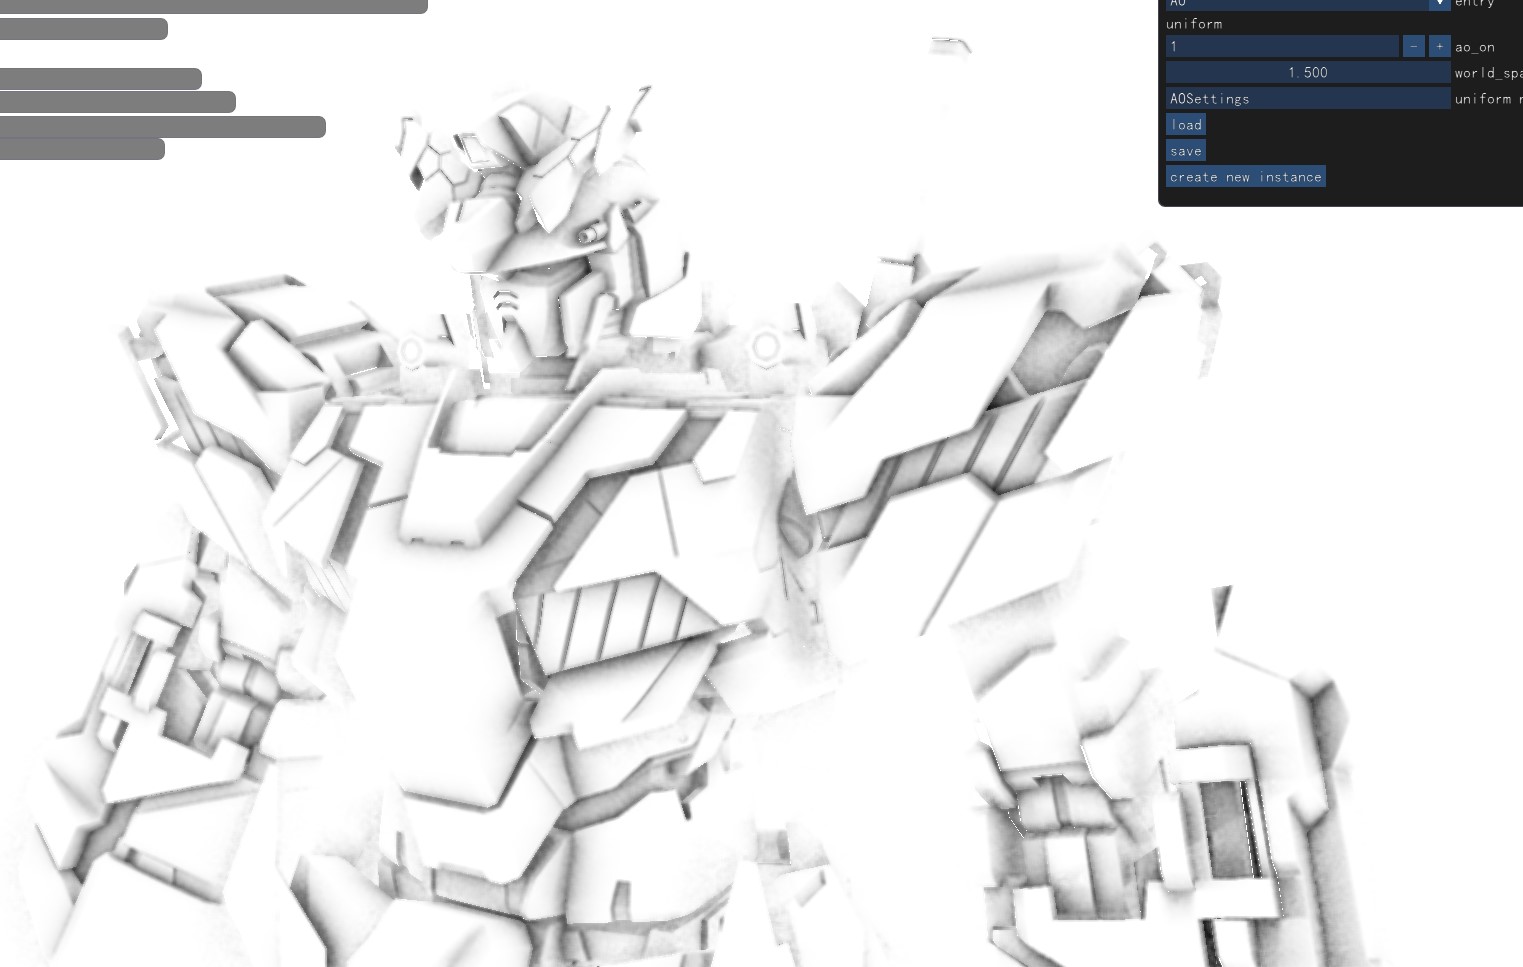 AO entry
uniform
1 - + ao_on
1.500 world_spa
AOSettings uniform n
load
save
create new instance